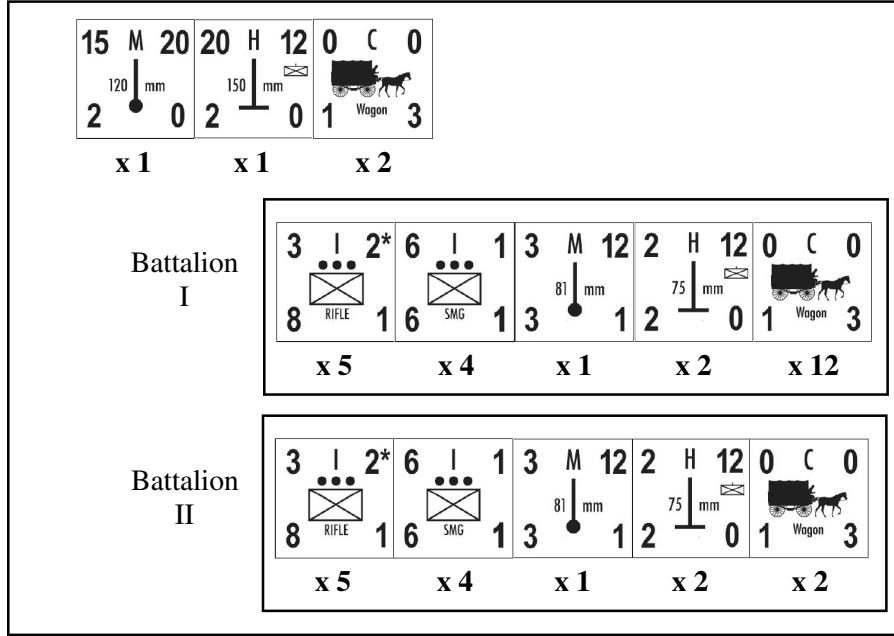 15 M 20 20 H 12 0 C 0
120 mm 150 mm
2 0 2 0 1 Wagon 3
x 1 x 1 x 2
Battalion
I
3 I 2* 6 I 1 3 M 12 2 H 12 0 C 0
81 mm 75 mm
8 RIFLE 1 6 SMG 1 3 1 2 0 1 Wagon 3
x 5 x 4 x 1 x 2 x 12
Battalion
II
3 I 2* 6 I 1 3 M 12 2 H 12 0 C 0
81 mm 75 mm
8 RIFLE 1 6 SMG 1 3 1 2 0 1 Wagon 3
x 5 x 4 x 1 x 2 x 2